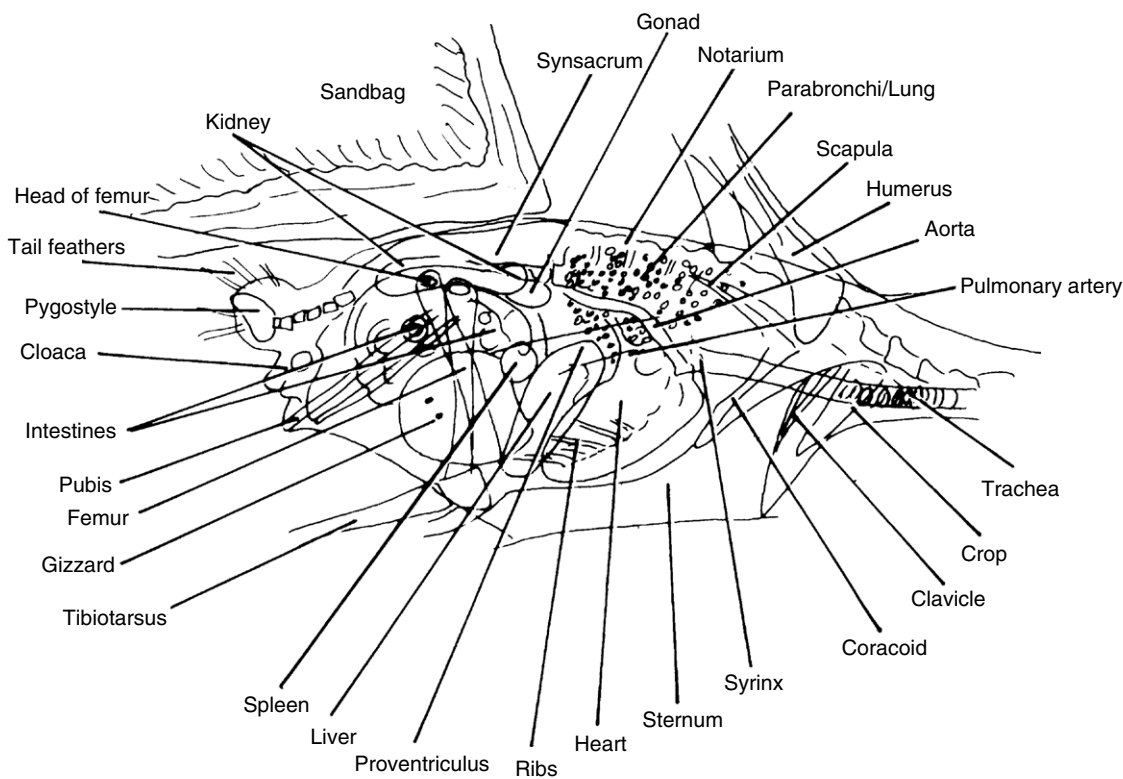 Gonad
Synsacrum
Notarium
Sandbag
Parabronchi/Lung
Kidney
Scapula
Head of femur
Humerus
Tail feathers
Aorta
Pygostyle
Pulmonary artery
Cloaca
Intestines
Pubis
Trachea
Femur
Crop
Gizzard
Clavicle
Tibiotarsus
Coracoid
Syrinx
Spleen
Sternum
Liver
Heart
Proventriculus
Ribs